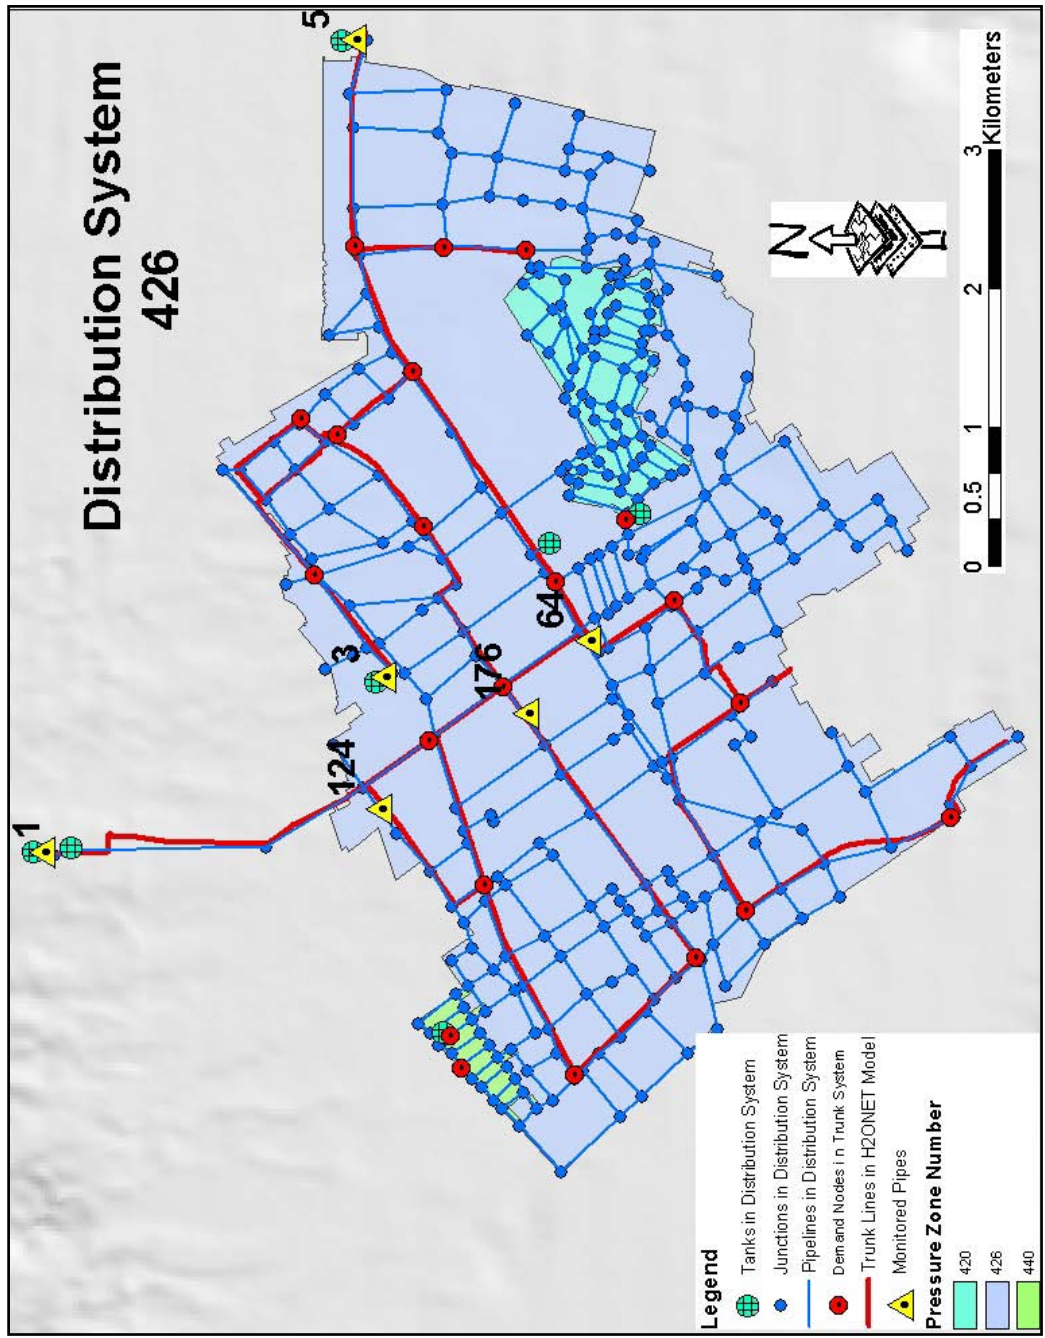 Distribution System
426
1
5
3
124
176
64
N
0
0.5
1
2
3
Kilometers
Legend
Tanks in Distribution System
Junctions in Distribution System
Pipelines in Distribution System
Demand Nodes in Trunk System
Trunk Lines in H2ONET Model
Monitored Pipes
Pressure Zone Number
420
426
440